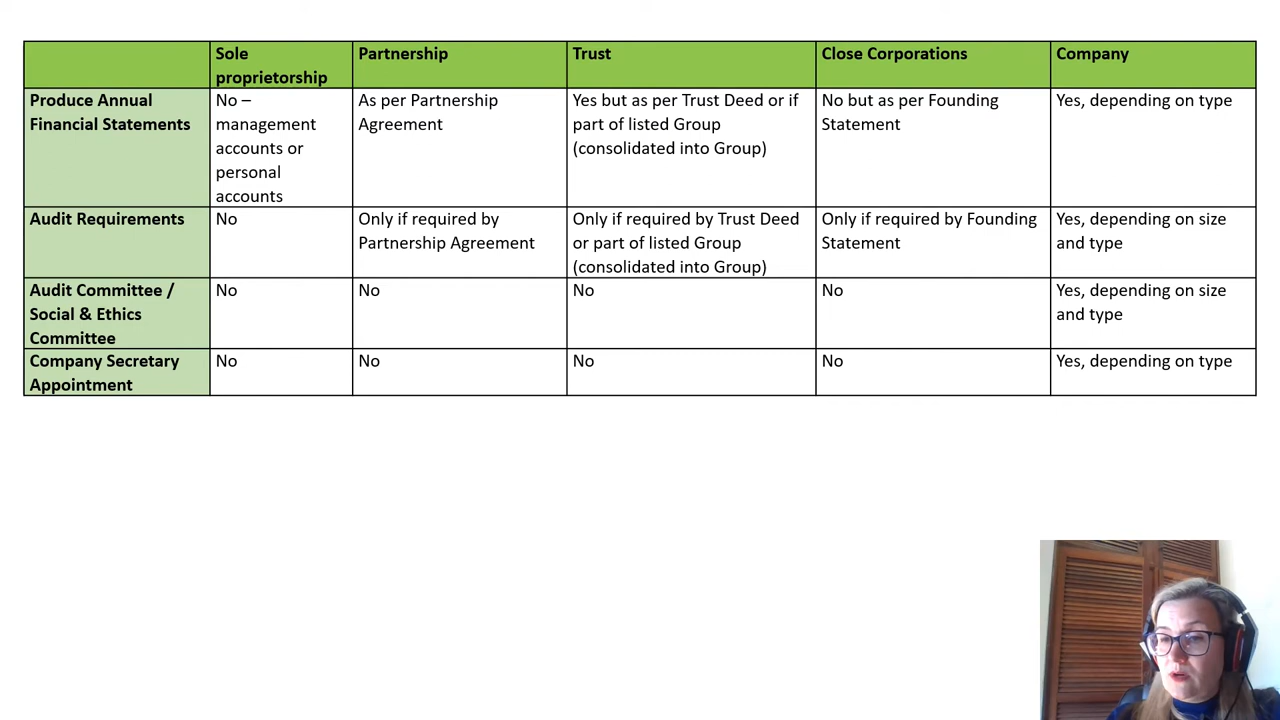 Sole
proprietorship
Partnership
Trust
Close Corporations
Company
Produce Annual
Financial Statements
No –
management
accounts or
personal
accounts
As per Partnership
Agreement
Yes but as per Trust Deed or if
part of listed Group
(consolidated into Group)
No but as per Founding
Statement
Yes, depending on type
Audit Requirements
No
Only if required by
Partnership Agreement
Only if required by Trust Deed
or part of listed Group
(consolidated into Group)
Only if required by Founding
Statement
Yes, depending on size
and type
Audit Committee /
Social & Ethics
Committee
No
No
No
No
Yes, depending on size
and type
Company Secretary
Appointment
No
No
No
No
Yes, depending on type